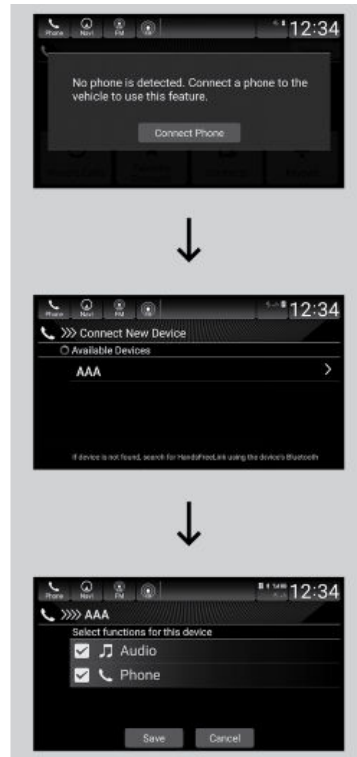 Phone Navi FM
12:34
No phone is detected. Connect a phone to the
vehicle to use this feature.
Connect Phone
Phone Navi FM
12:34
Connect New Device
Available Devices
AAA
If device is not found, search for HandsFreeLink using the device's Bluetooth
Phone Navi FM
12:34
AAA
Select functions for this device
Audio
Phone
Save Cancel